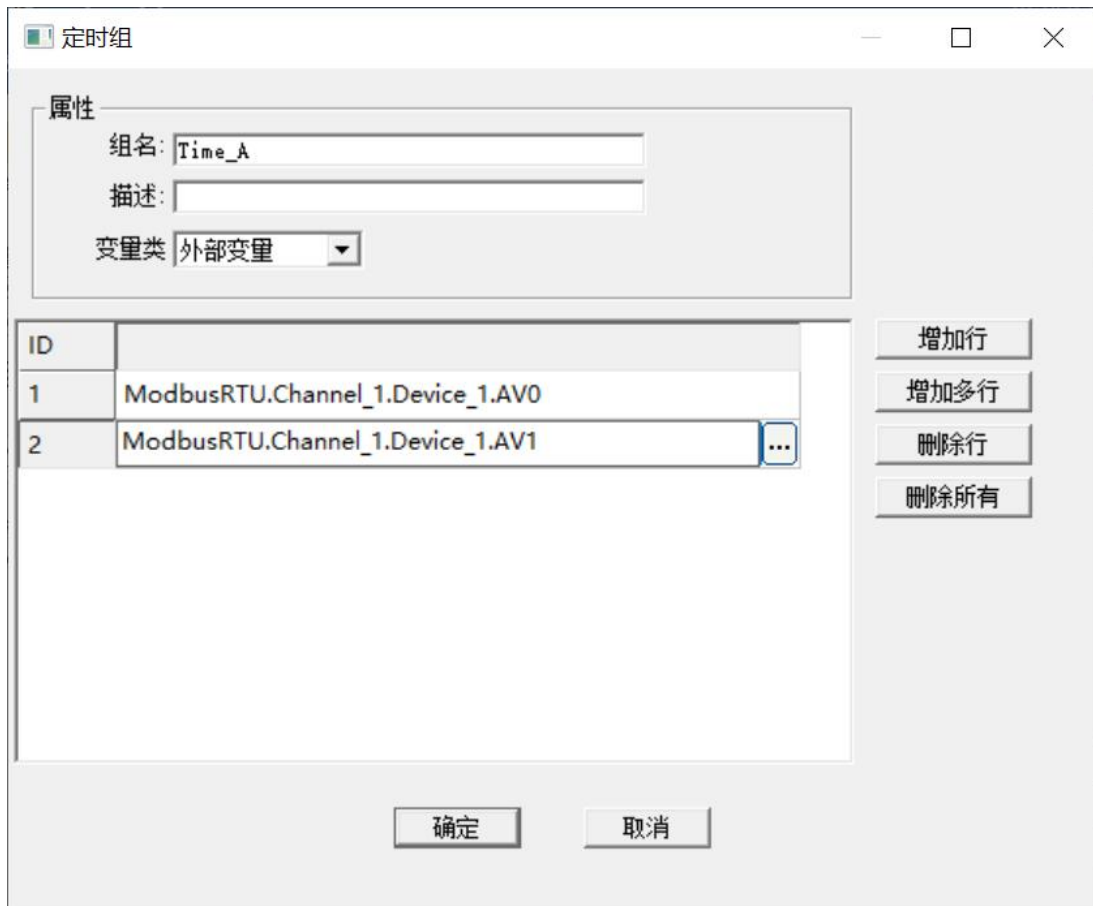 定时组
属性
组名: Time_A
描述:
变量类 外部变量
ID
1 ModbusRTU.Channel_1.Device_1.AV0
2 ModbusRTU.Channel_1.Device_1.AV1 ...
增加行
增加多行
删除行
删除所有
确定 取消